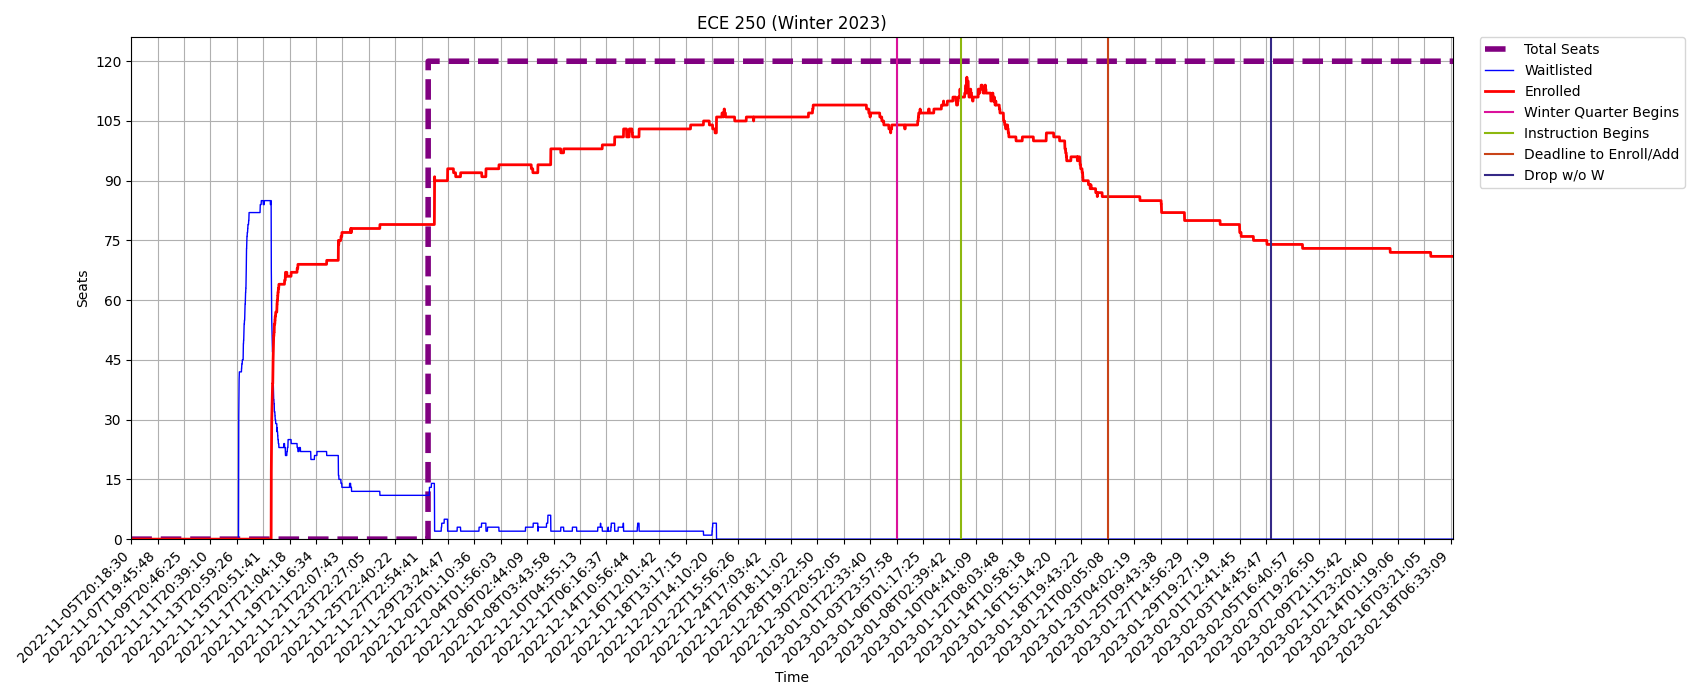 ECE 250 (Winter 2023)
Seats
120
105
90
75
60
45
30
15
0
2022-11-05T20:18:30
2022-11-07T19:45:48
2022-11-09T20:46:25
2022-11-11T20:39:10
2022-11-13T20:59:26
2022-11-15T20:51:41
2022-11-17T21:04:18
2022-11-19T21:16:34
2022-11-21T22:07:43
2022-11-23T22:27:05
2022-11-25T22:40:22
2022-11-27T22:54:41
2022-11-29T23:24:47
2022-12-02T01:10:36
2022-12-04T01:56:03
2022-12-06T02:44:09
2022-12-08T03:43:58
2022-12-10T04:55:13
2022-12-12T06:16:37
2022-12-14T10:56:44
2022-12-16T12:01:42
2022-12-18T13:17:15
2022-12-20T14:10:20
2022-12-22T15:56:26
2022-12-24T17:03:42
2022-12-26T18:11:02
2022-12-28T19:22:50
2022-12-30T20:52:05
2023-01-01T22:33:40
2023-01-03T23:57:58
2023-01-06T01:17:25
2023-01-08T02:39:42
2023-01-10T04:41:09
2023-01-12T08:03:48
2023-01-14T10:58:18
2023-01-16T15:14:20
2023-01-18T19:43:22
2023-01-21T00:05:08
2023-01-23T04:02:19
2023-01-25T09:43:38
2023-01-27T14:56:29
2023-01-29T19:27:19
2023-02-01T12:41:45
2023-02-03T14:45:47
2023-02-05T16:40:57
2023-02-07T19:26:50
2023-02-09T21:15:42
2023-02-11T23:20:40
2023-02-14T01:19:06
2023-02-16T03:21:05
2023-02-18T06:33:09
Time
Total Seats
Waitlisted
Enrolled
Winter Quarter Begins
Instruction Begins
Deadline to Enroll/Add
Drop w/o W